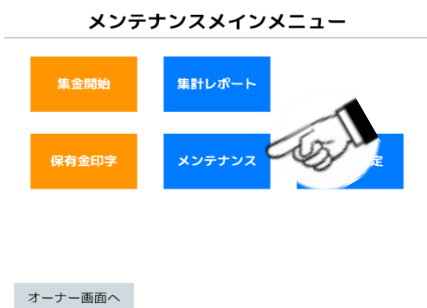 メンテナンスメインメニュー
集金開始
集計レポート
保有金印字
メンテナンス
定
オーナー画面へ